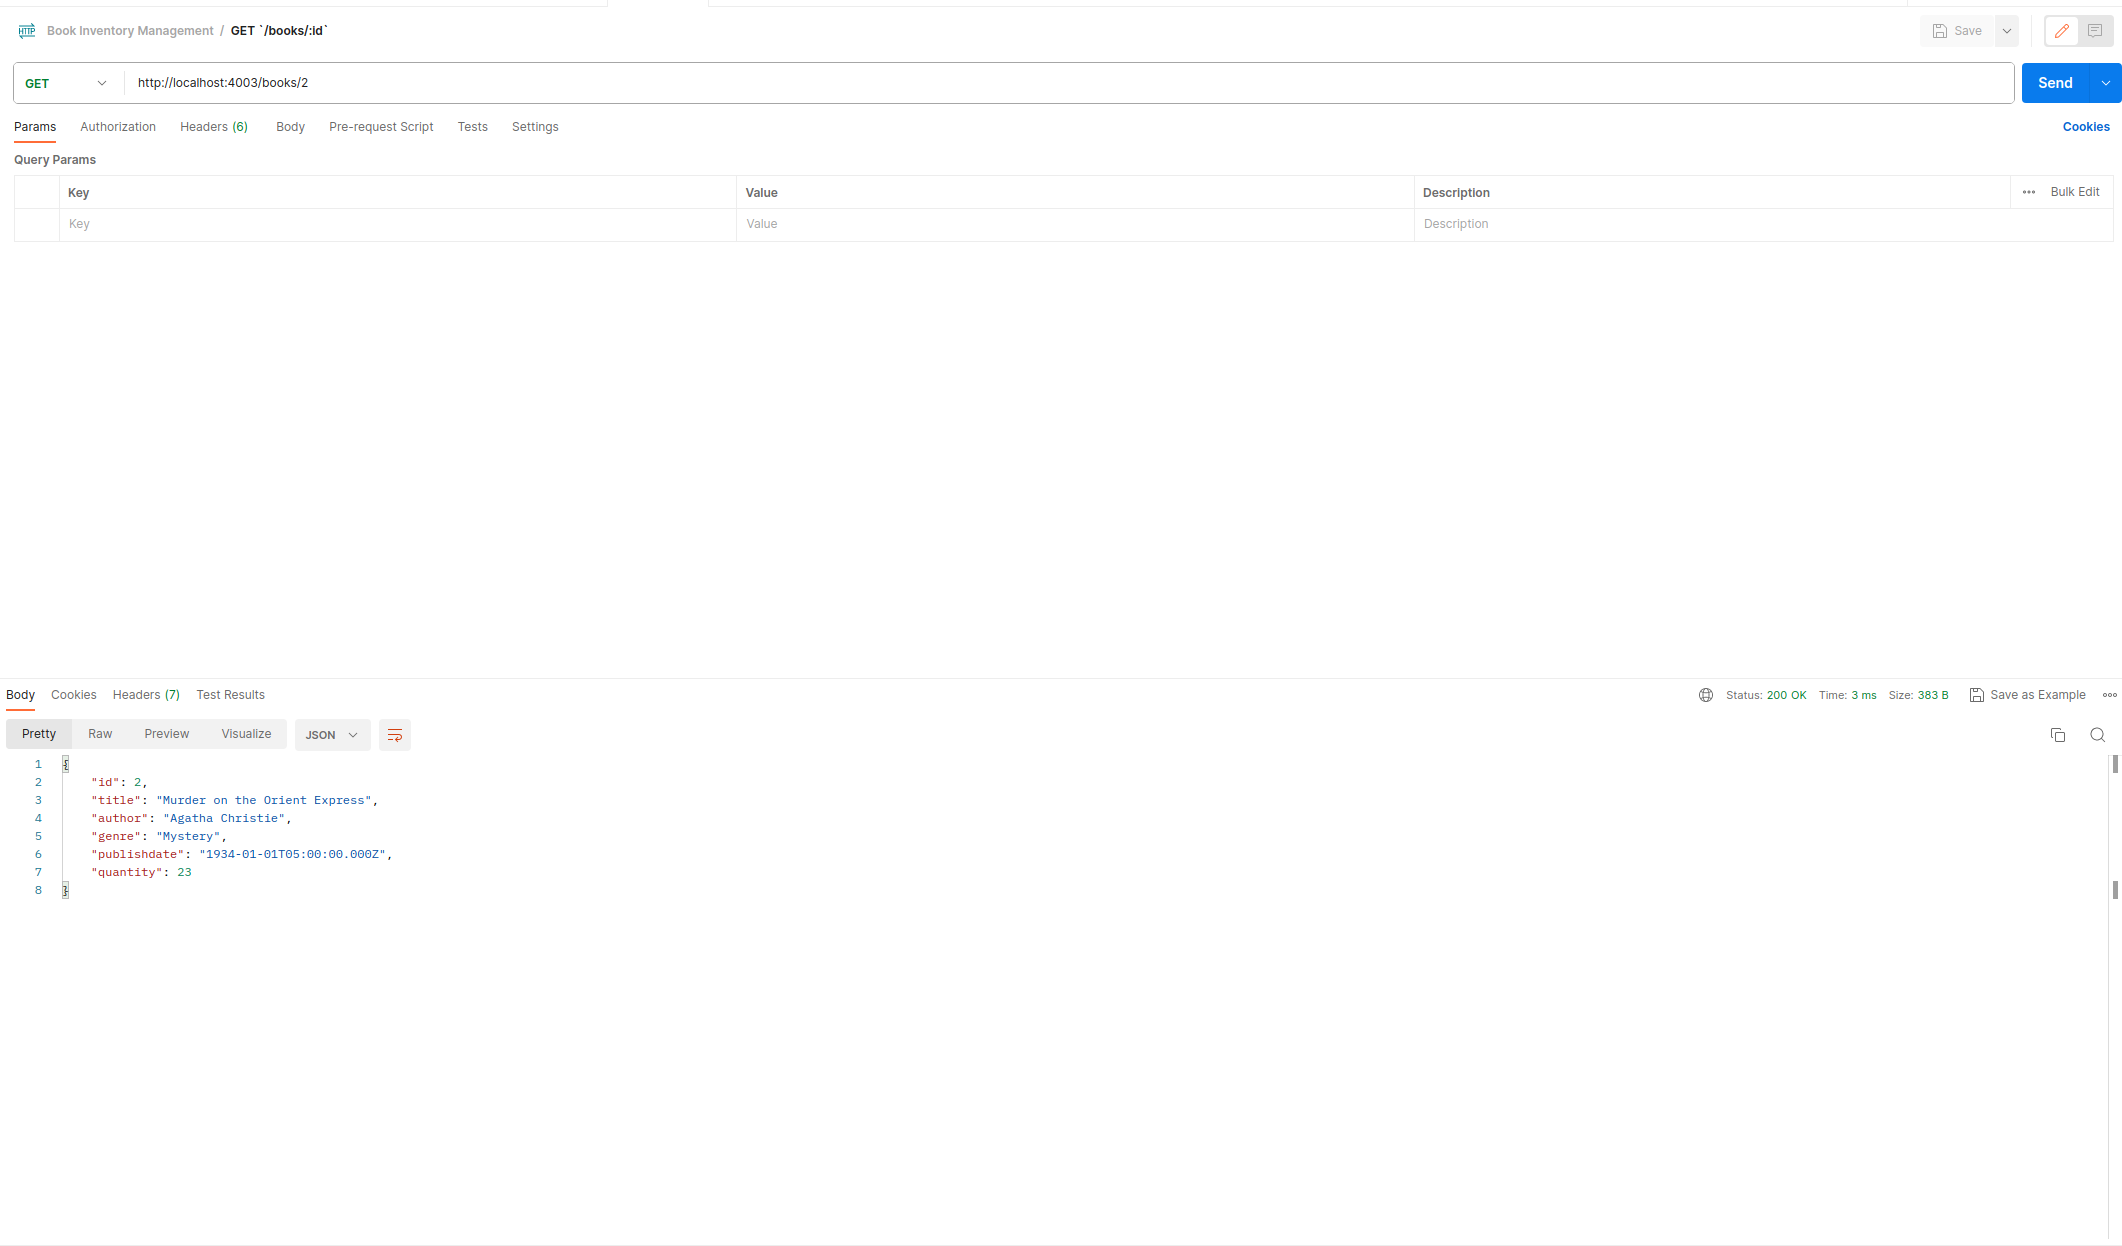 HTTP Book Inventory Management / GET `/books/:id` Save
GET http://localhost:4003/books/2 Send
Params Authorization Headers (6) Body Pre-request Script Tests Settings Cookies
Query Params
Key Value Description ••• Bulk Edit
Key Value Description
Body Cookies Headers (7) Test Results Status: 200 OK Time: 3 ms Size: 383 B Save as Example
Pretty Raw Preview Visualize JSON
1 {
2 "id": 2,
3 "title": "Murder on the Orient Express",
4 "author": "Agatha Christie",
5 "genre": "Mystery",
6 "publishdate": "1934-01-01T05:00:00.000Z",
7 "quantity": 23
8 }